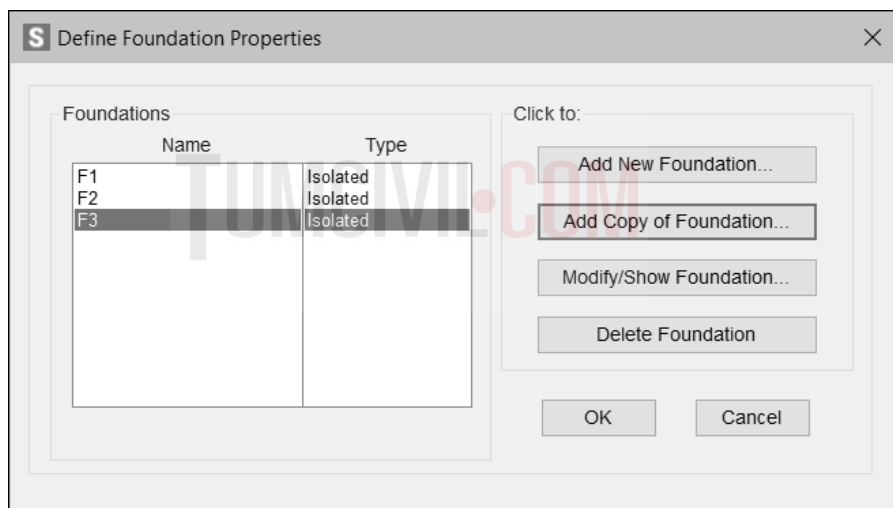 S Define Foundation Properties
Foundations
Name Type
F1 Isolated
F2 Isolated
F3 Isolated
Click to:
Add New Foundation...
Add Copy of Foundation...
Modify/Show Foundation...
Delete Foundation
OK Cancel
TUMCIVIL.COM